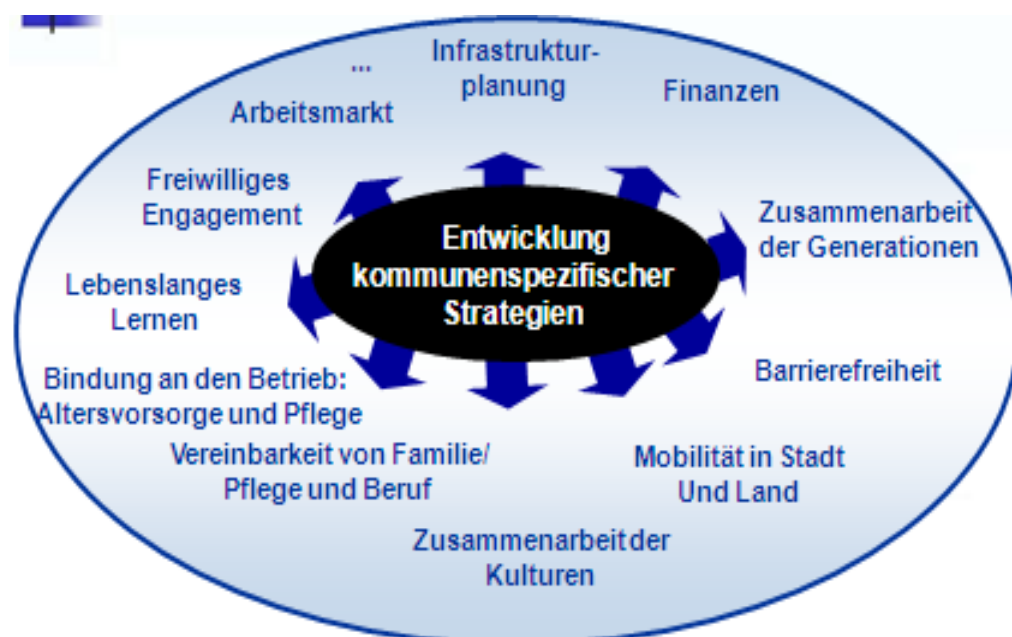 ...
Infrastruktur-
planung
Finanzen
Arbeitsmarkt
Freiwilliges
Engagement
Zusammenarbeit
der Generationen
Entwicklung
kommunenspezifischer
Strategien
Lebenslanges
Lernen
Barrierefreiheit
Bindung an den Betrieb:
Altersvorsorge und Pflege
Vereinbarkeit von Familie/
Pflege und Beruf
Mobilität in Stadt
Und Land
Zusammenarbeit der
Kulturen